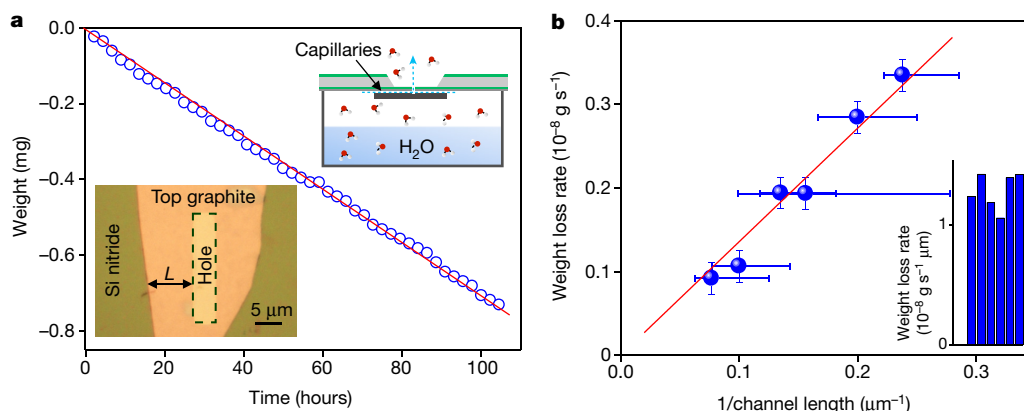 a
0.0
−0.2
−0.4
−0.6
−0.8
Weight (mg)
0
20
40
60
80
100
Time (hours)
Capillaries
H₂O
Top graphite
Si nitride
L
Hole
5 μm
b
0.4
0.3
0.2
0.1
0
Weight loss rate (10⁻⁸ g s⁻¹)
0.0
0.1
0.2
0.3
1/channel length (μm⁻¹)
Weight loss rate
(10⁻⁸ g s⁻¹ μm)
1
0